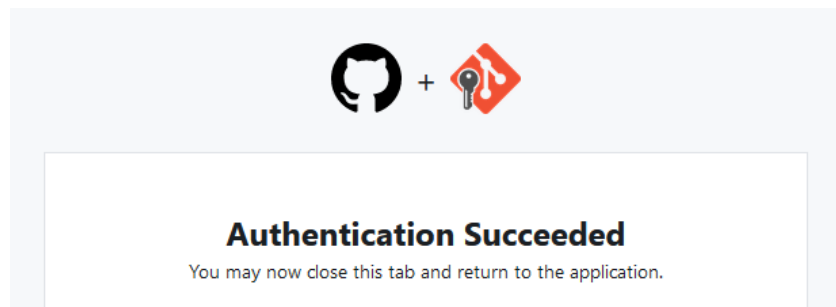 +
Authentication Succeeded
You may now close this tab and return to the application.